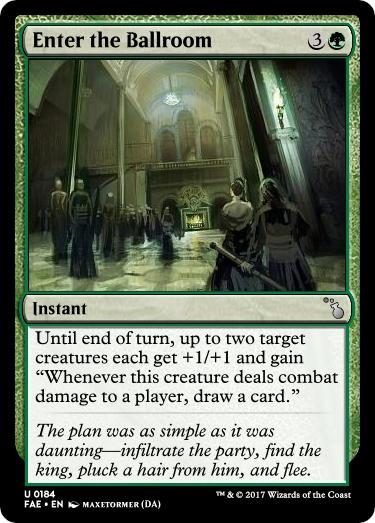 Enter the Ballroom 3
Instant
Until end of turn, up to two target
creatures each get +1/+1 and gain
“Whenever this creature deals combat
damage to a player, draw a card.”
The plan was as simple as it was
daunting—infiltrate the party, find the
king, pluck a hair from him, and flee.
U 0184
FAE • EN MAXETORMER (DA)
™ & © 2017 Wizards of the Coast